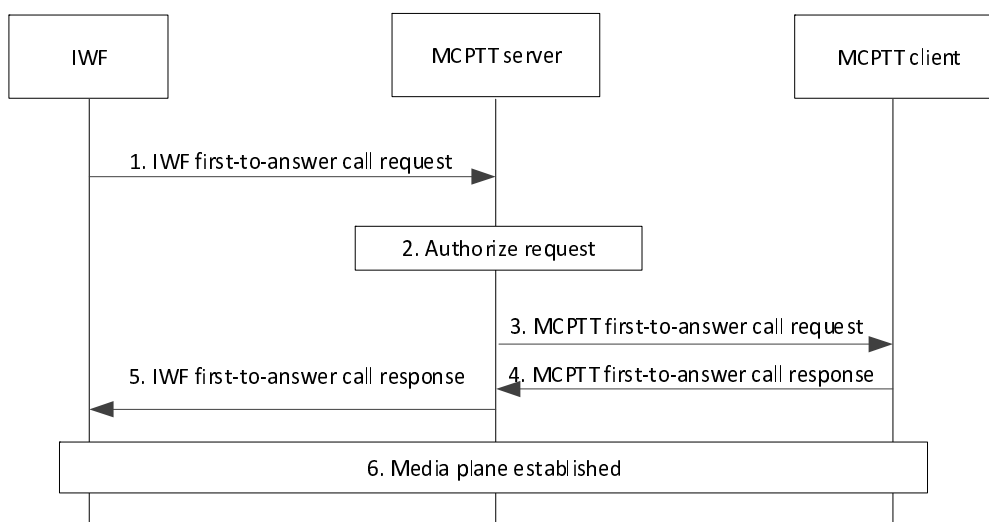 IWF
MCPTT server
MCPTT client
1. IWF first-to-answer call request
2. Authorize request
3. MCPTT first-to-answer call request
5. IWF first-to-answer call response
4. MCPTT first-to-answer call response
6. Media plane established